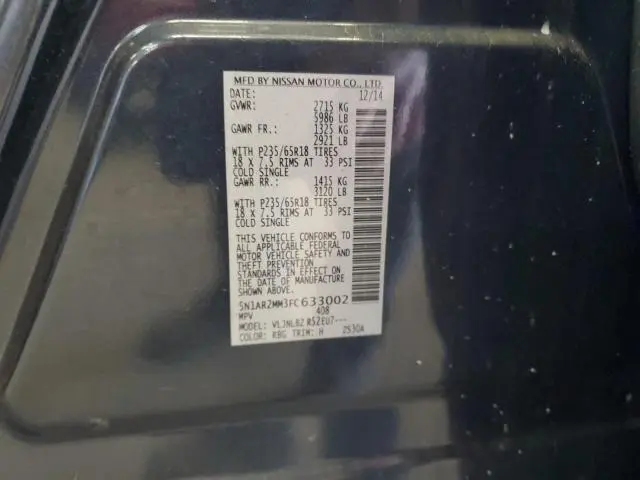 MFD BY NISSAN MOTOR CO., LTD.
DATE: 12/14
GVWR: 2715 KG
5986 LB
GAWR FR.: 1325 KG
2921 LB
WITH P235/65R18 TIRES
18 X 7.5 RIMS AT 33 PSI
COLD SINGLE
GAWR RR.: 1415 KG
3120 LB
WITH P235/65R18 TIRES
18 X 7.5 RIMS AT 33 PSI
COLD SINGLE
THIS VEHICLE CONFORMS TO
ALL APPLICABLE FEDERAL
MOTOR VEHICLE SAFETY AND
STANDARDS IN EFFECT ON
THE DATE OF MANUFACTURE
SHOWN ABOVE.
5N1AR2MM3FC633002
MPV 408
MODEL: VLJNLBZ R52EU7---
COLOR: RBG TRIM: H 2S30A